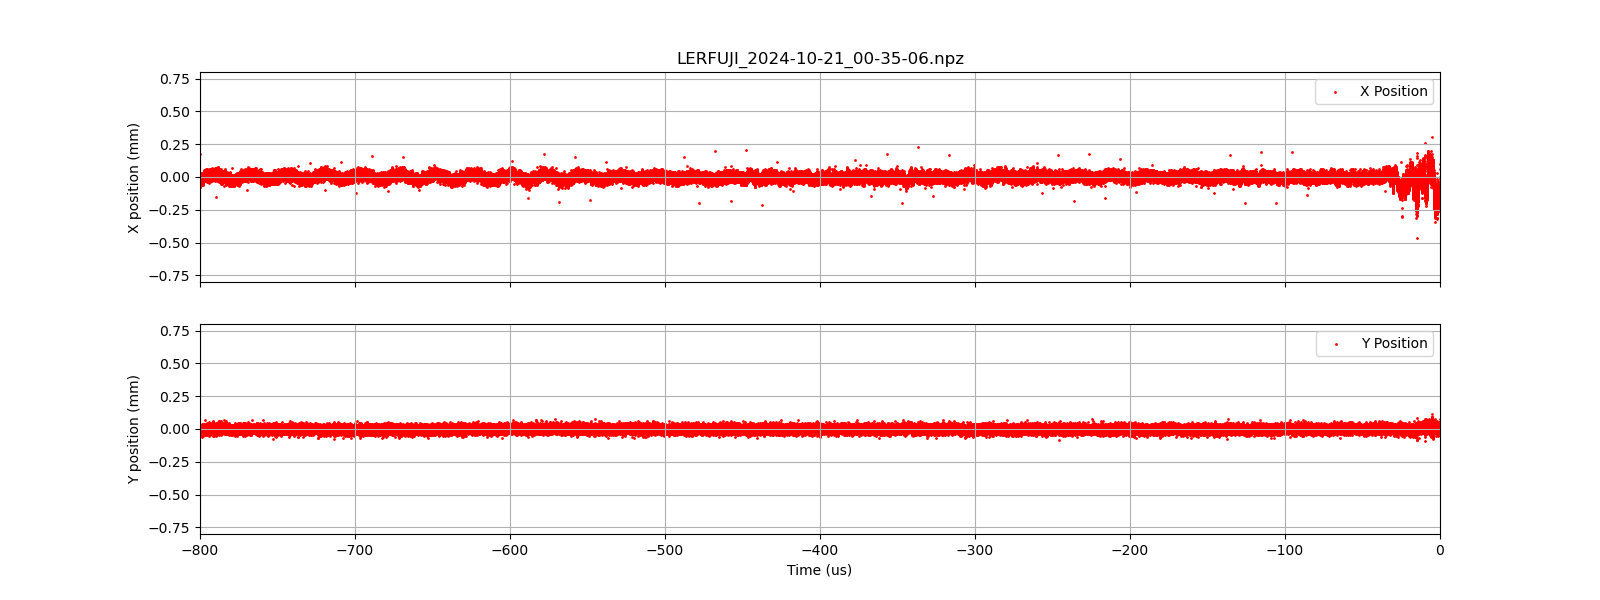 LERFUJI_2024-10-21_00-35-06.npz
X position (mm)
0.75
0.50
0.25
0.00
−0.25
−0.50
−0.75
X Position
Y position (mm)
0.75
0.50
0.25
0.00
−0.25
−0.50
−0.75
Y Position
−800 −700 −600 −500 −400 −300 −200 −100 0
Time (us)